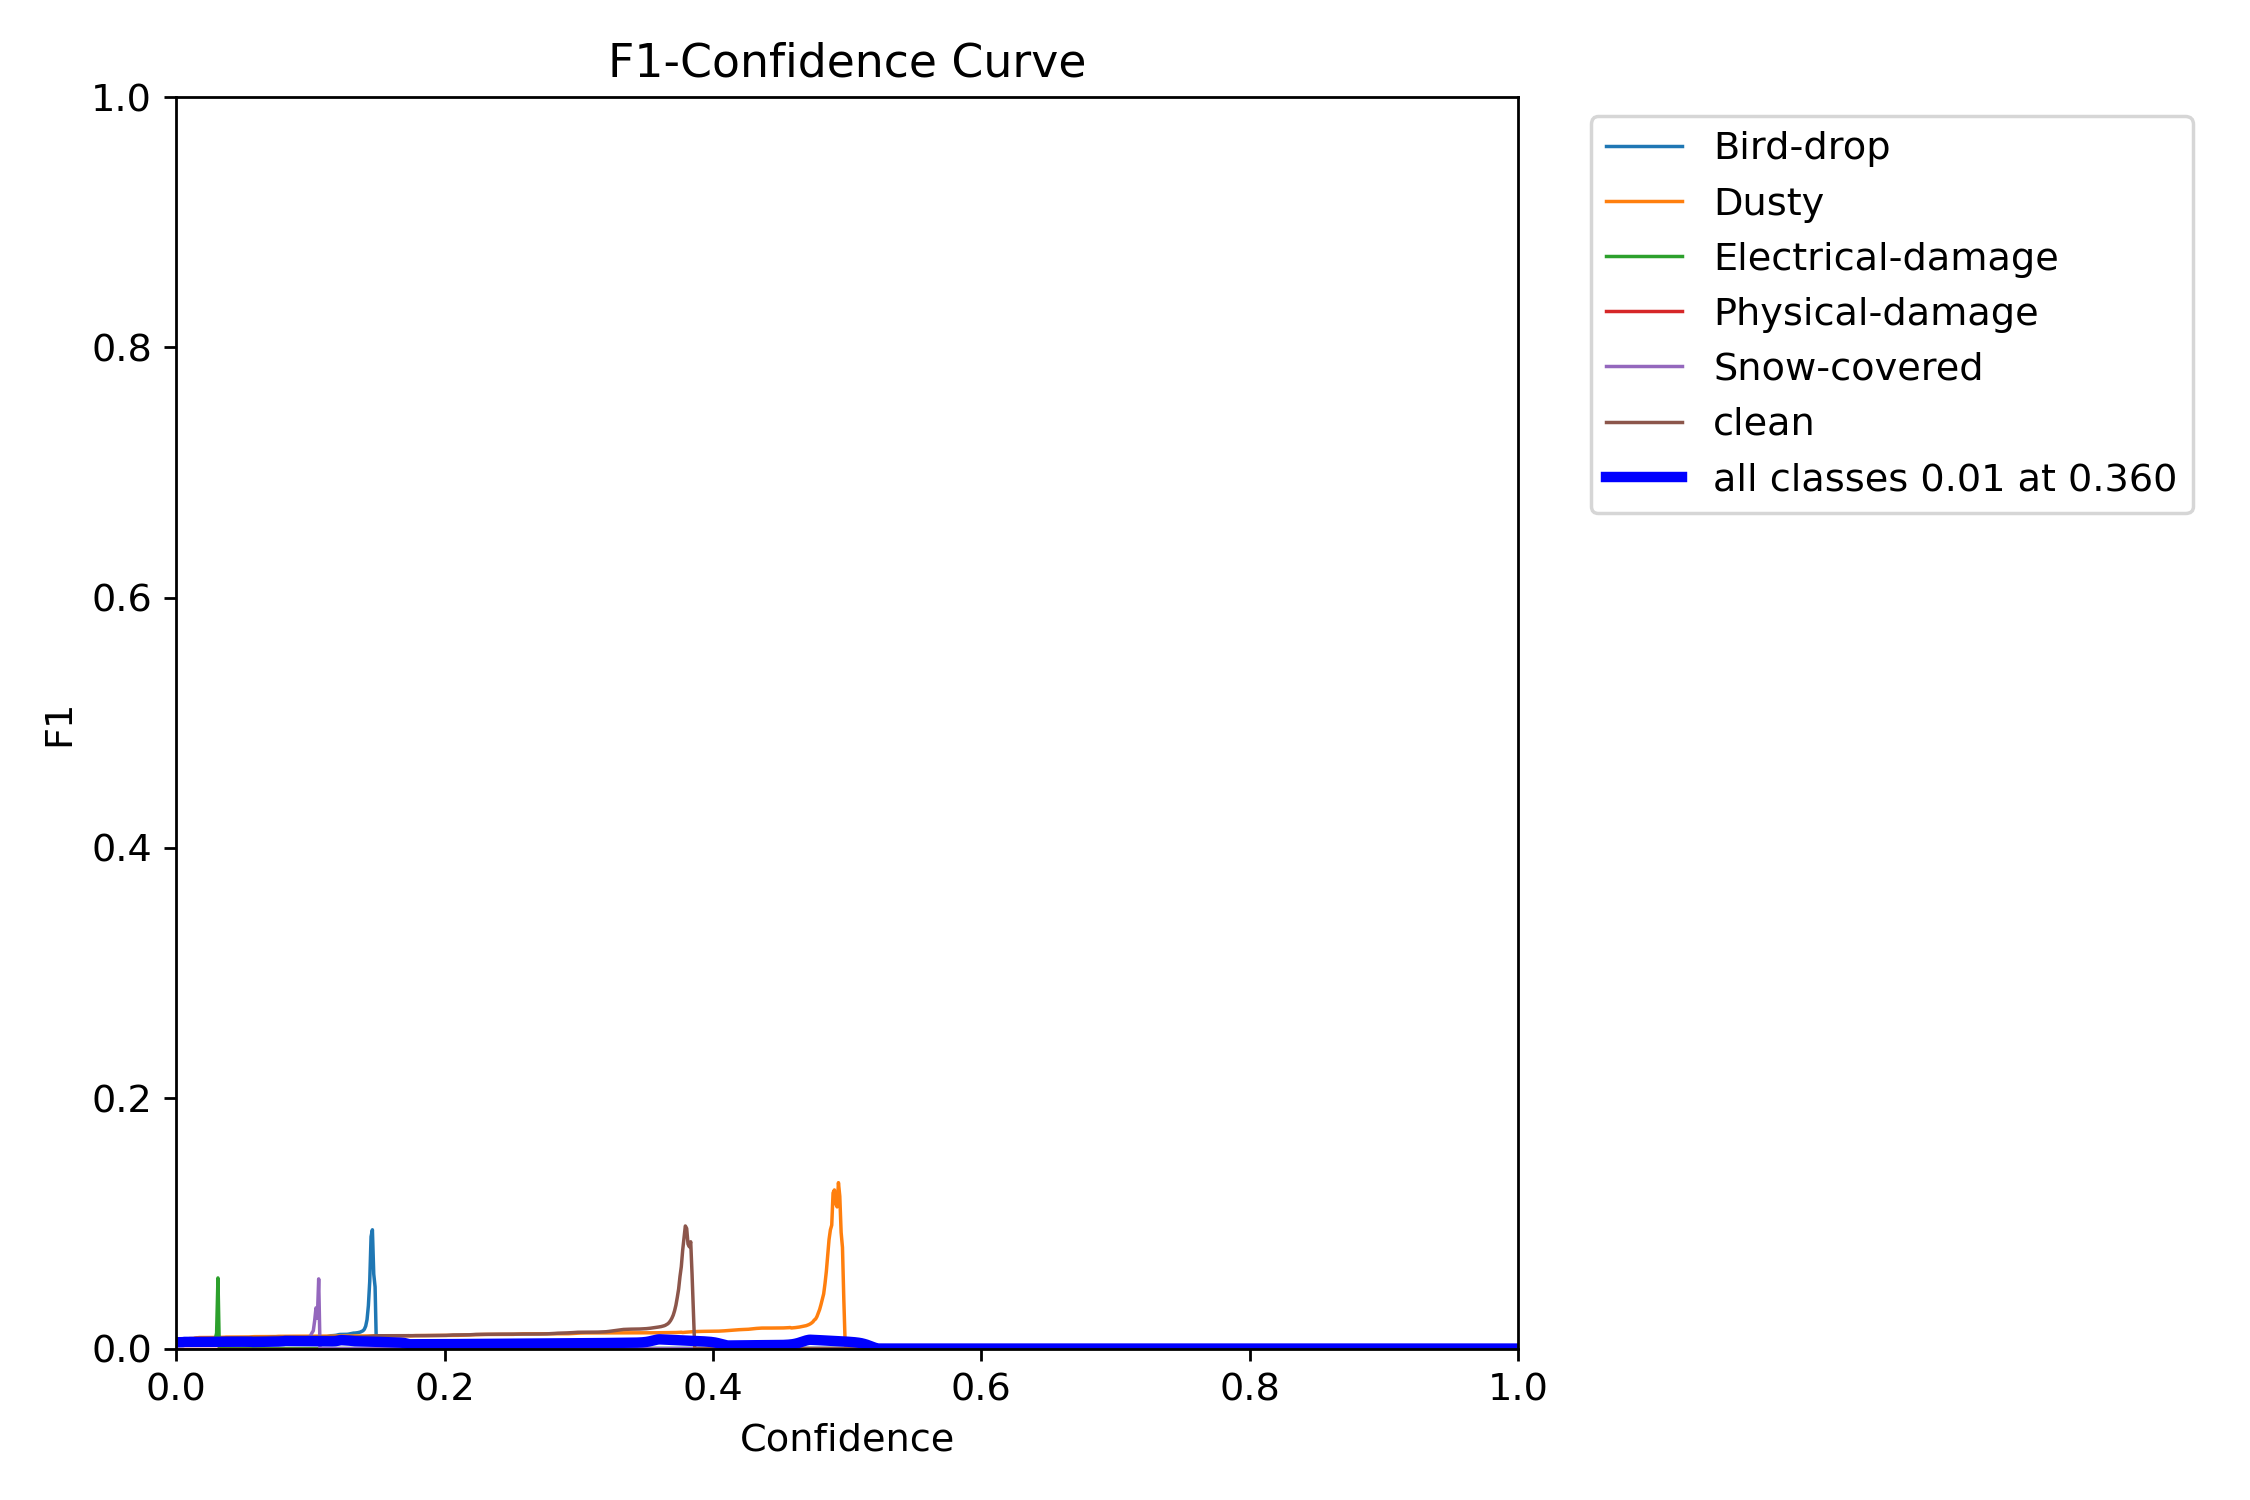 F1-Confidence Curve
1.0
0.8
0.6
0.4
0.2
0.0
F1
0.0 0.2 0.4 0.6 0.8 1.0
Confidence
Bird-drop
Dusty
Electrical-damage
Physical-damage
Snow-covered
clean
all classes 0.01 at 0.360